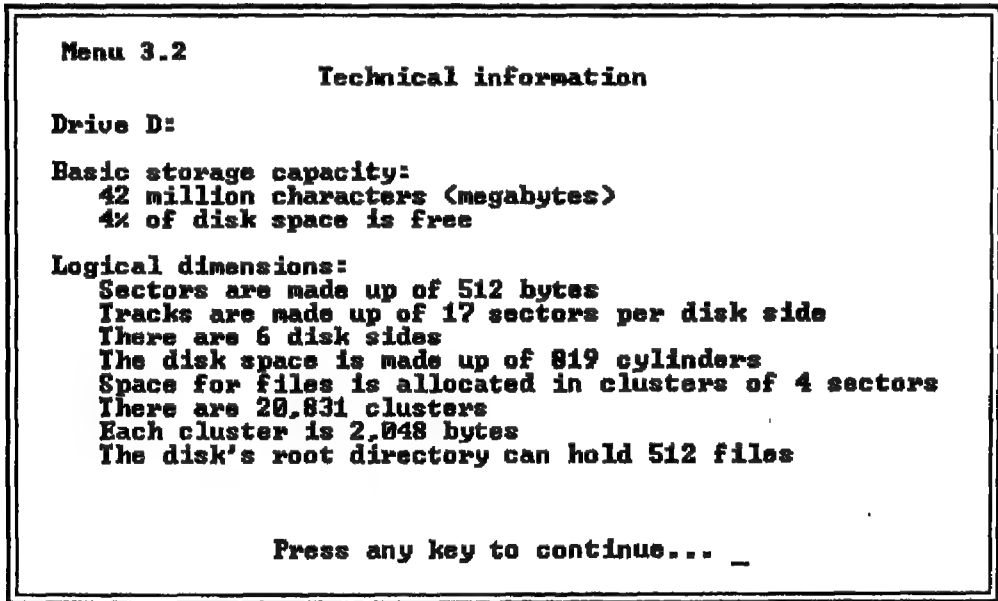 Menu 3.2
Technical information
Drive D:
Basic storage capacity:
42 million characters (megabytes)
4% of disk space is free
Logical dimensions:
Sectors are made up of 512 bytes
Tracks are made up of 17 sectors per disk side
There are 6 disk sides
The disk space is made up of 819 cylinders
Space for files is allocated in clusters of 4 sectors
There are 20,831 clusters
Each cluster is 2,048 bytes
The disk's root directory can hold 512 files
Press any key to continue... _